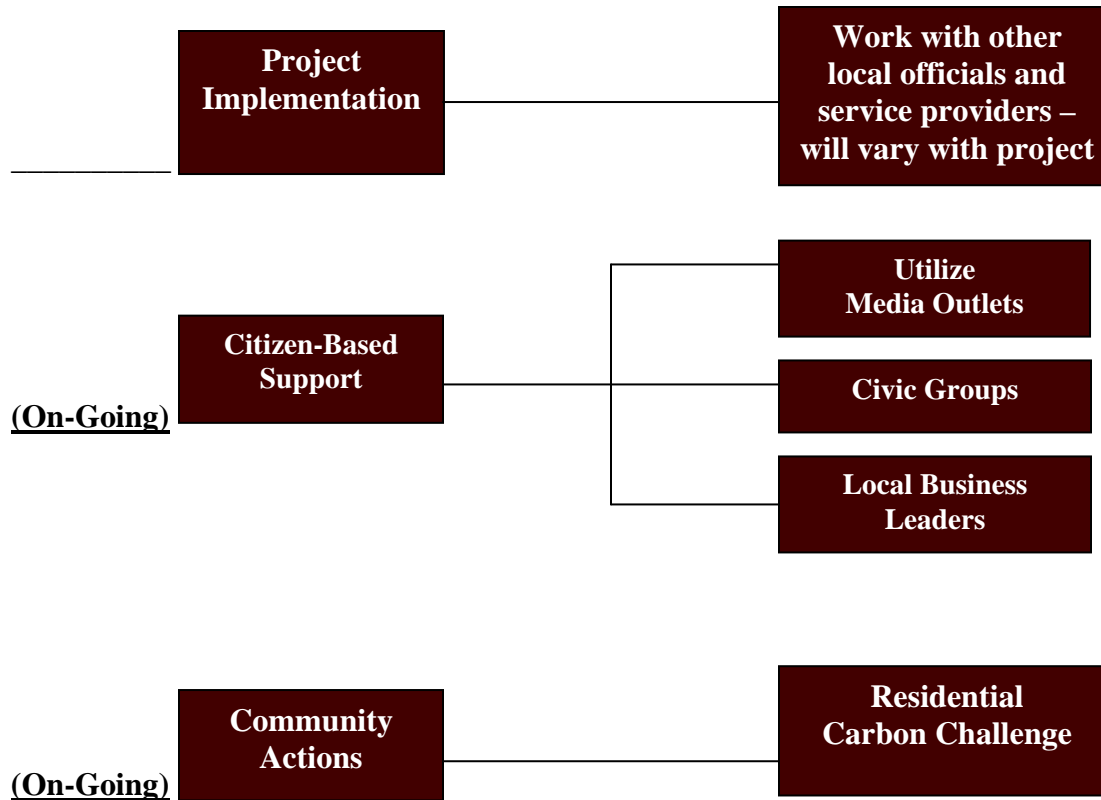 Project
Implementation
Work with other
local officials and
service providers –
will vary with project
__________
Utilize
Media Outlets
Citizen-Based
Support
Civic Groups
(On-Going)
Local Business
Leaders
Residential
Carbon Challenge
Community
Actions
(On-Going)